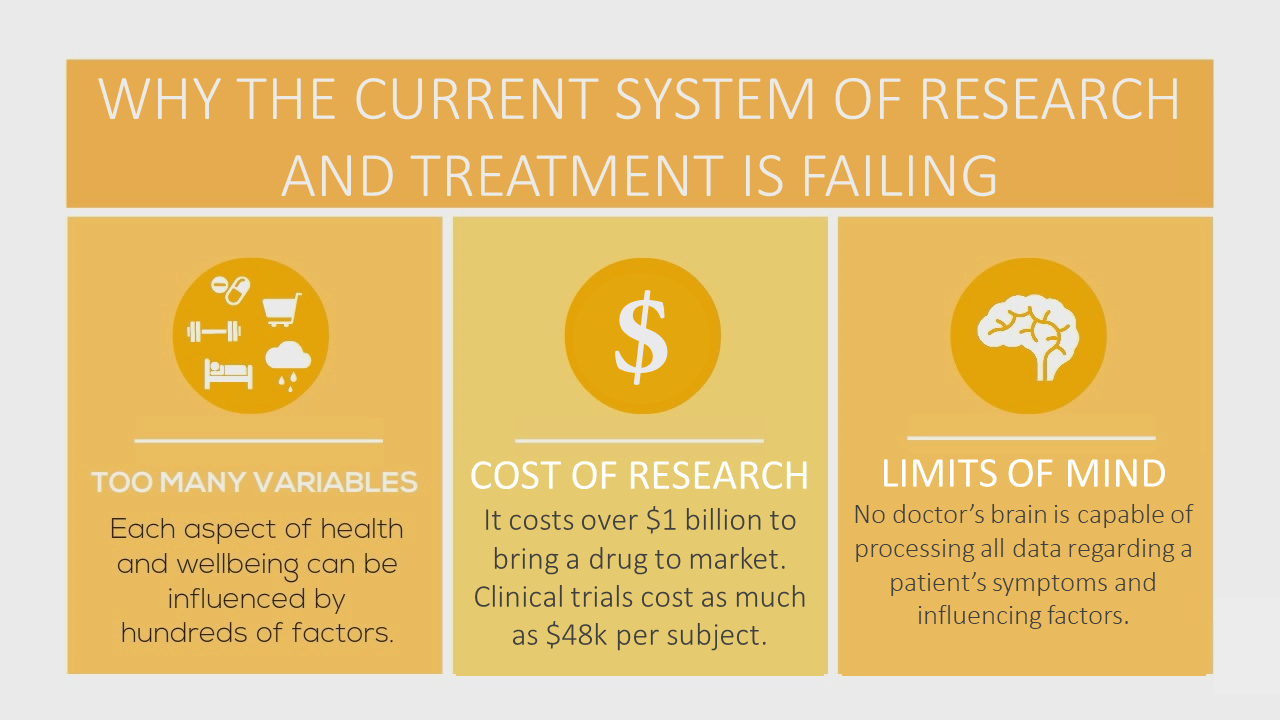 WHY THE CURRENT SYSTEM OF RESEARCH
AND TREATMENT IS FAILING
TOO MANY VARIABLES
Each aspect of health
and wellbeing can be
influenced by
hundreds of factors.
$
COST OF RESEARCH
It costs over $1 billion to
bring a drug to market.
Clinical trials cost as much
as $48k per subject.
LIMITS OF MIND
No doctor’s brain is capable of
processing all data regarding a
patient’s symptoms and
influencing factors.